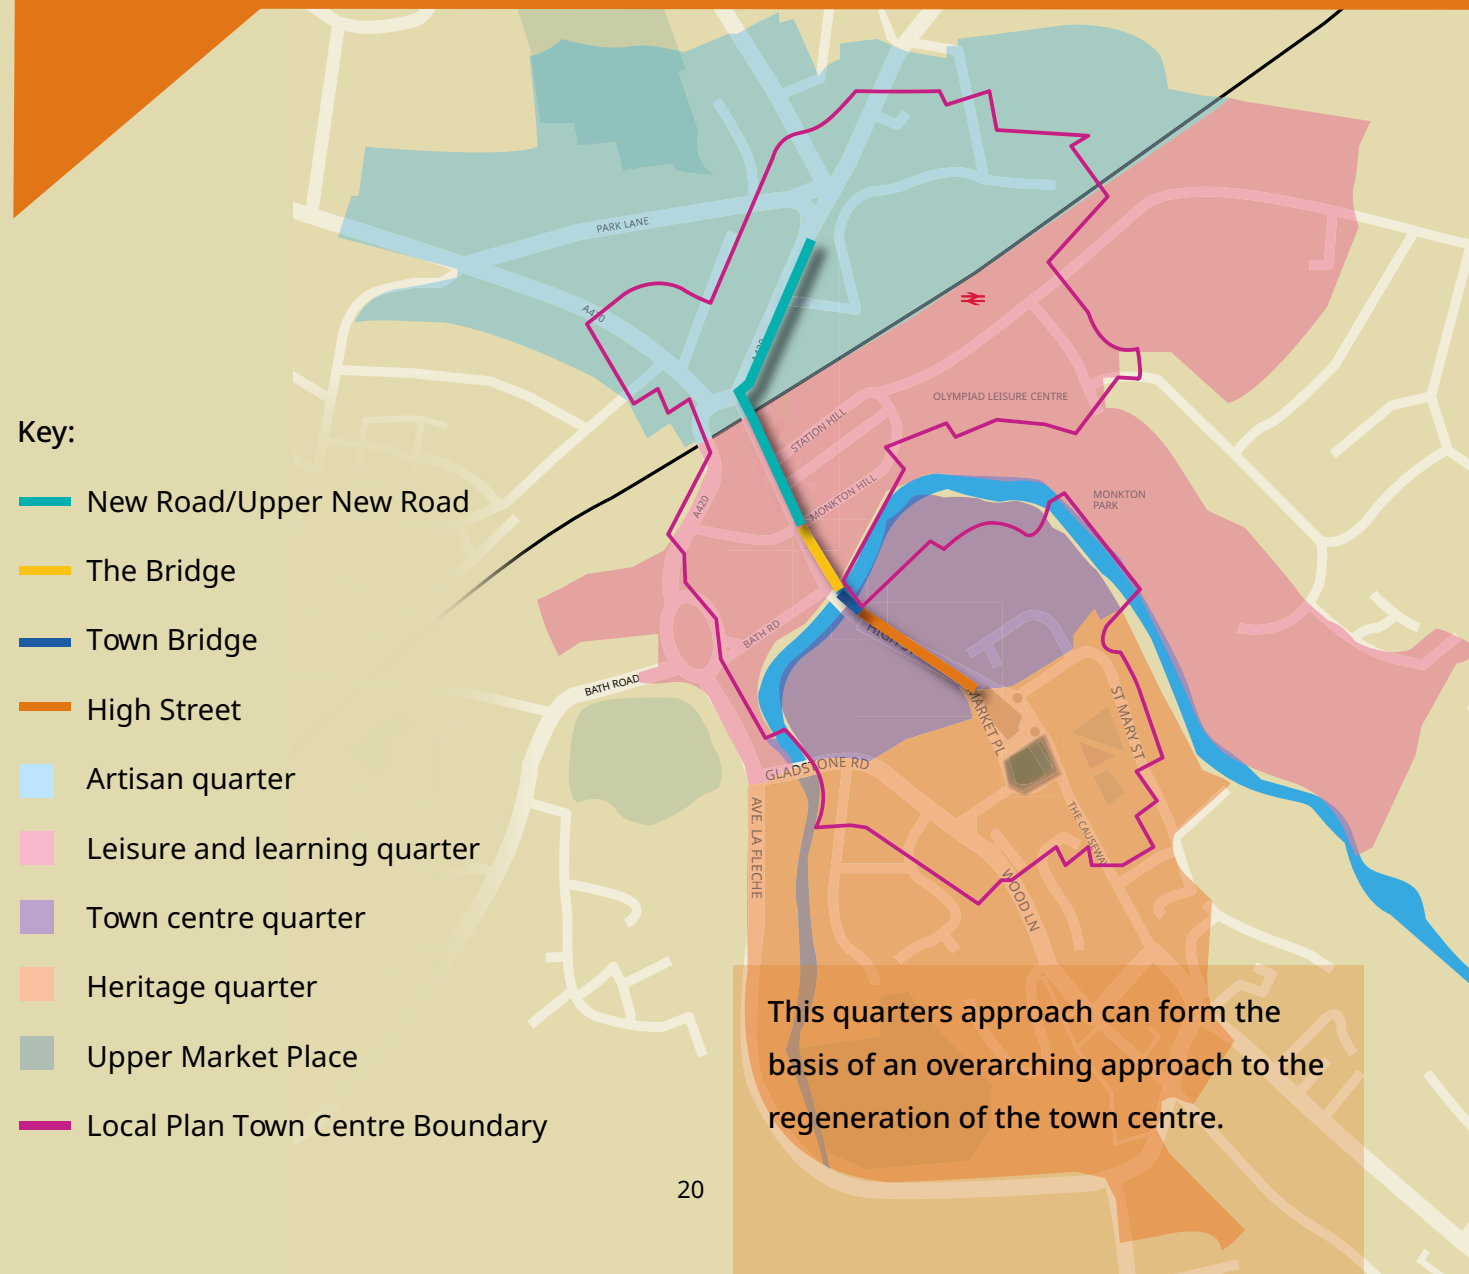 PARK LANE
A420
A420
OLYMPIAD LEISURE CENTRE
STATION HILL
MONKTON HILL
MONKTON
PARK
A420
BATH RD
BATH ROAD
HIGH
MARKET PL
ST MARY ST
GLADSTONE RD
AVE. LA FLECHE
THE CAUSEWAY
WOOD LN
Key:
New Road/Upper New Road
The Bridge
Town Bridge
High Street
Artisan quarter
Leisure and learning quarter
Town centre quarter
Heritage quarter
Upper Market Place
Local Plan Town Centre Boundary
This quarters approach can form the
basis of an overarching approach to the
regeneration of the town centre.
20